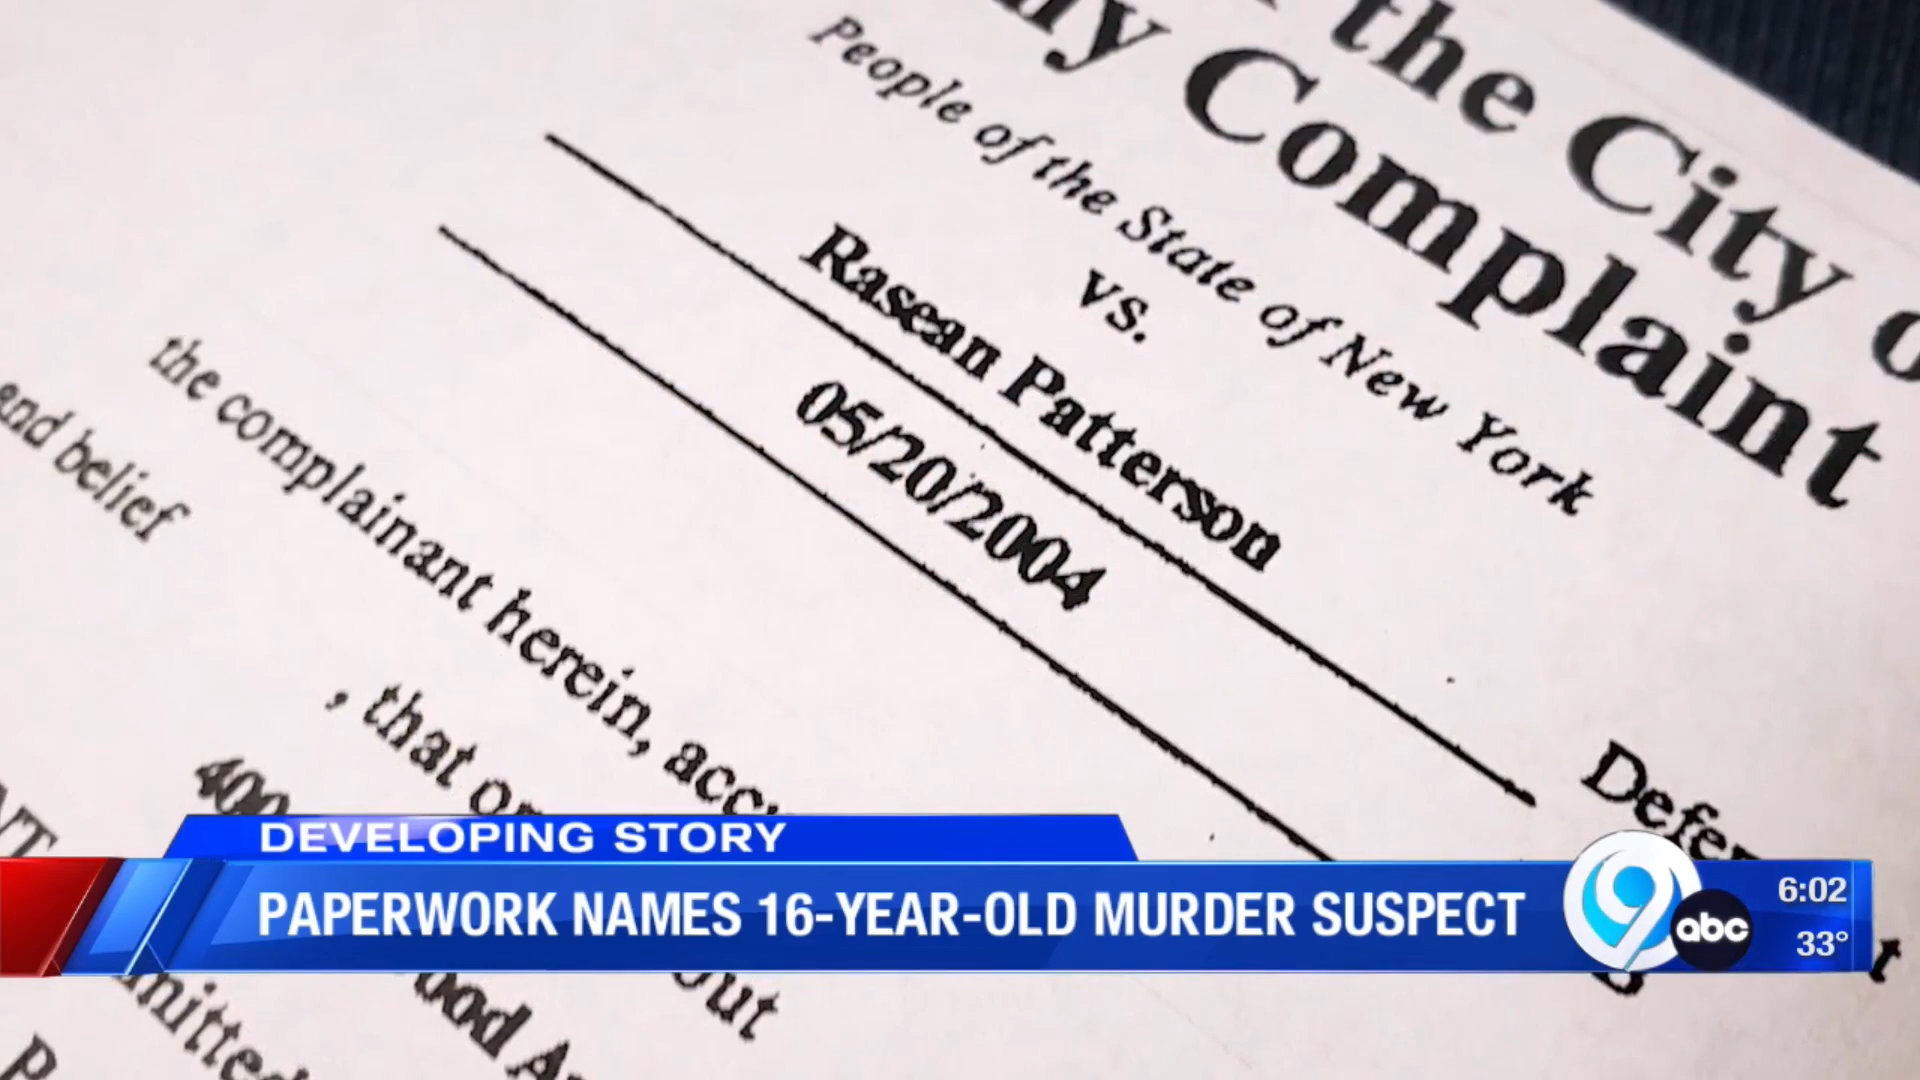 the City
Complaint
People of the State of New York
vs.
Rasean Patterson
05/20/2004
the complainant herein,
and belief
, that
DEVELOPING STORY
PAPERWORK NAMES 16-YEAR-OLD MURDER SUSPECT
9
abc
6:02
33°